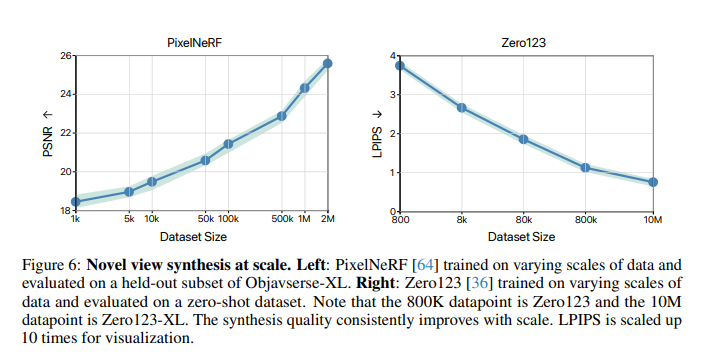 PixelNeRF
26
24
22
20
18
PSNR ↑
1k
5k
10k
50k
100k
500k
1M
2M
Dataset Size
Zero123
4
3
2
1
0
LPIPS ↓
800
8k
80k
800k
10M
Dataset Size
Figure 6: Novel view synthesis at scale. Left: PixelNeRF [64] trained on varying scales of data and
evaluated on a held-out subset of Objavserse-XL. Right: Zero123 [36] trained on varying scales of
data and evaluated on a zero-shot dataset. Note that the 800K datapoint is Zero123 and the 10M
datapoint is Zero123-XL. The synthesis quality consistently improves with scale. LPIPS is scaled up
10 times for visualization.